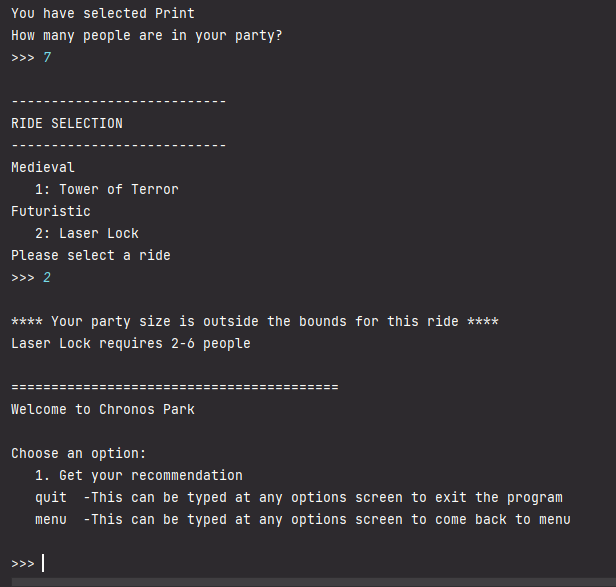 You have selected Print
How many people are in your party?
>>> 7
---------------------------
RIDE SELECTION
---------------------------
Medieval
   1: Tower of Terror
Futuristic
   2: Laser Lock
Please select a ride
>>> 2
**** Your party size is outside the bounds for this ride ****
Laser Lock requires 2-6 people
=========================================
Welcome to Chronos Park
Choose an option:
   1. Get your recommendation
   quit  -This can be typed at any options screen to exit the program
   menu  -This can be typed at any options screen to come back to menu
>>>